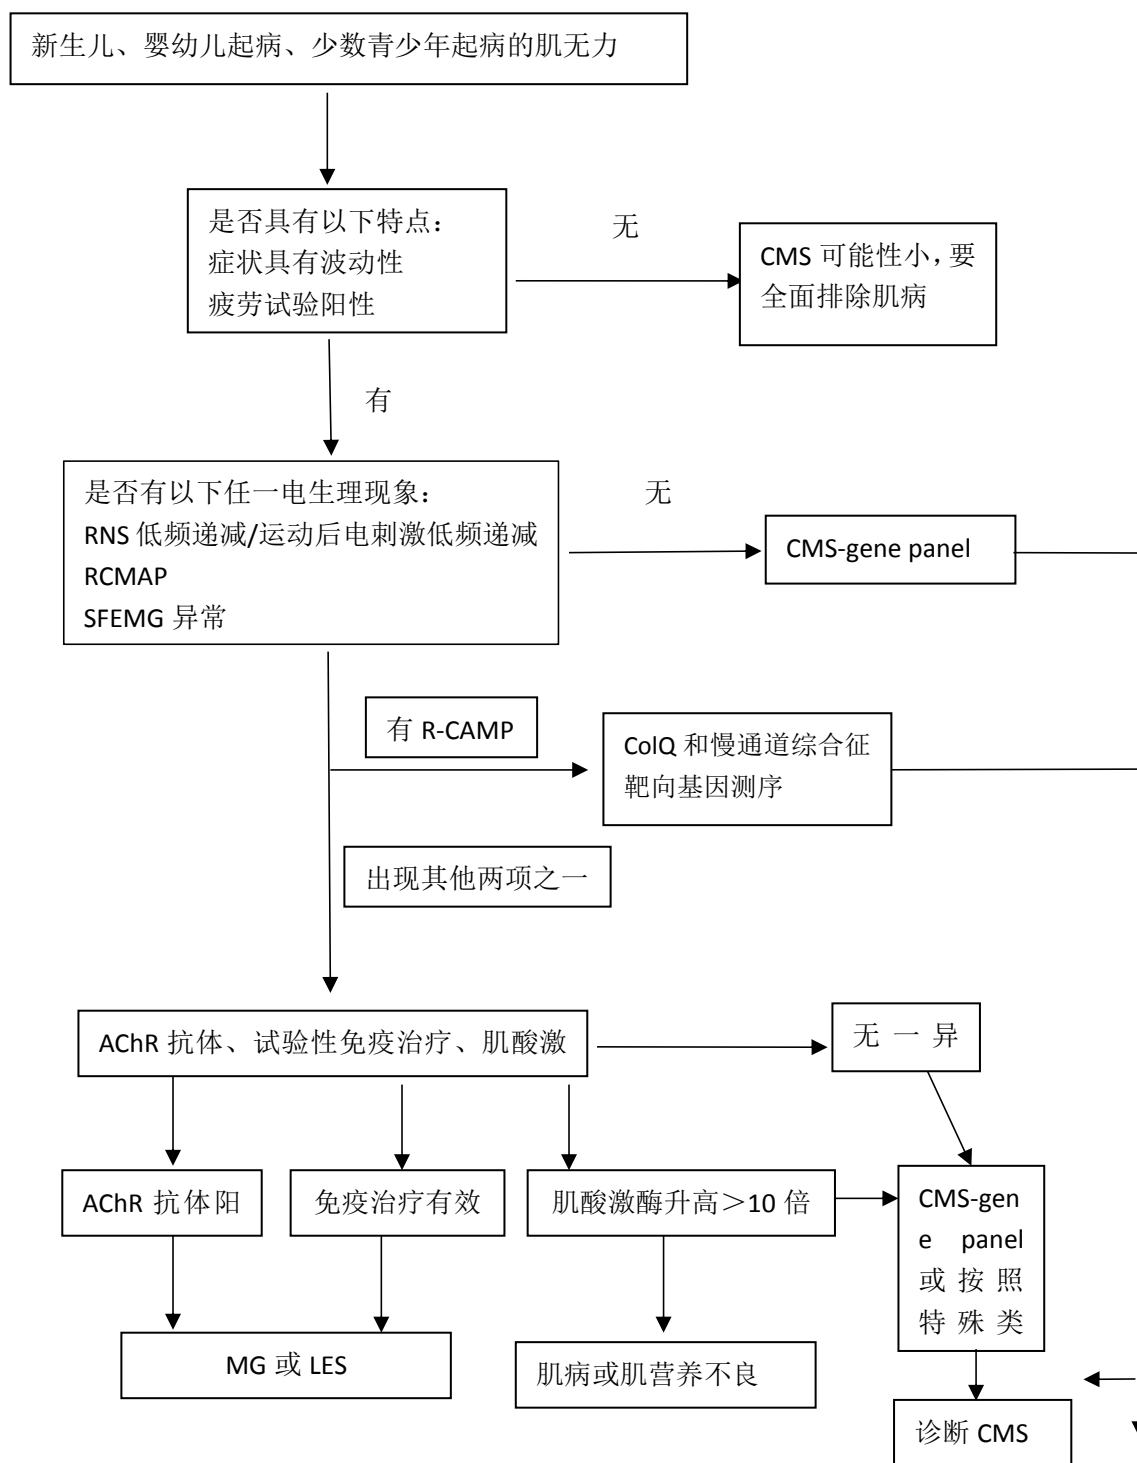 新生儿、婴幼儿起病、少数青少年起病的肌无力
是否具有以下特点：
症状具有波动性
疲劳试验阳性
无
CMS 可能性小，要
全面排除肌病
有
是否有以下任一电生理现象：
RNS 低频递减/运动后电刺激低频递减
RCMAP
SFEMG 异常
无
CMS-gene panel
有 R-CAMP
ColQ 和慢通道综合征
靶向基因测序
出现其他两项之一
AChR 抗体、试验性免疫治疗、肌酸激
无一异
AChR 抗体阳
免疫治疗有效
肌酸激酶升高＞10 倍
CMS-gen
e panel
或按照
特殊类
MG 或 LES
肌病或肌营养不良
诊断 CMS